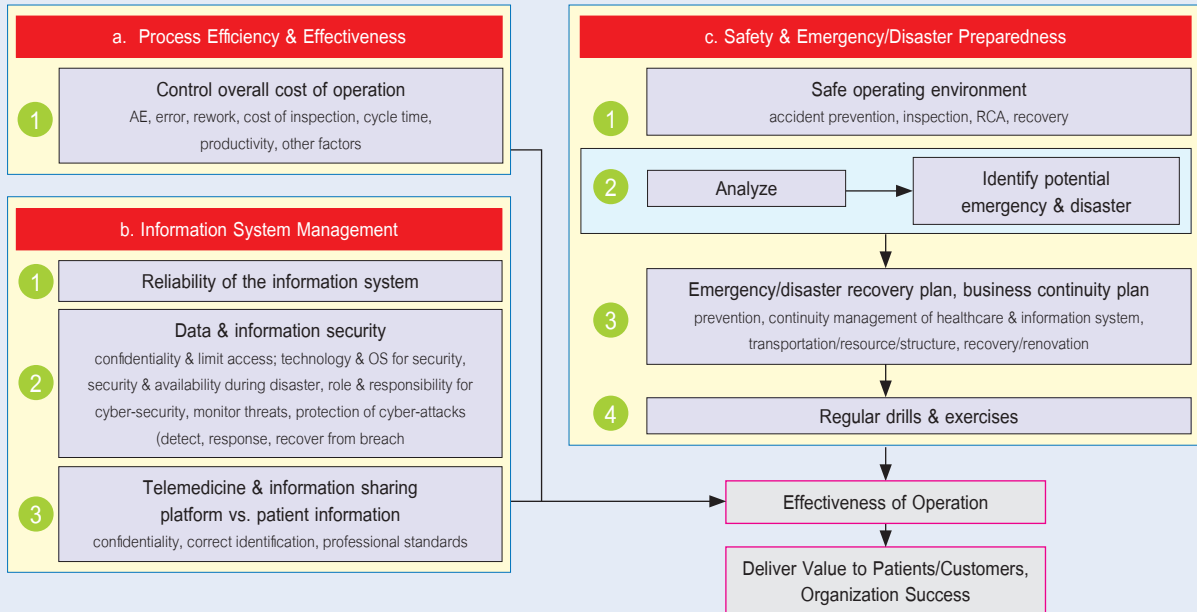 a. Process Efficiency & Effectiveness
1
Control overall cost of operation
AE, error, rework, cost of inspection, cycle time,
productivity, other factors
b. Information System Management
1
Reliability of the information system
2
Data & information security
confidentiality & limit access; technology & OS for security,
security & availability during disaster, role & responsibility for
cyber-security, monitor threats, protection of cyber-attacks
(detect, response, recover from breach
3
Telemedicine & information sharing
platform vs. patient information
confidentiality, correct identification, professional standards
c. Safety & Emergency/Disaster Preparedness
1
Safe operating environment
accident prevention, inspection, RCA, recovery
2
Analyze
Identify potential
emergency & disaster
3
Emergency/disaster recovery plan, business continuity plan
prevention, continuity management of healthcare & information system,
transportation/resource/structure, recovery/renovation
4
Regular drills & exercises
Effectiveness of Operation
Deliver Value to Patients/Customers,
Organization Success